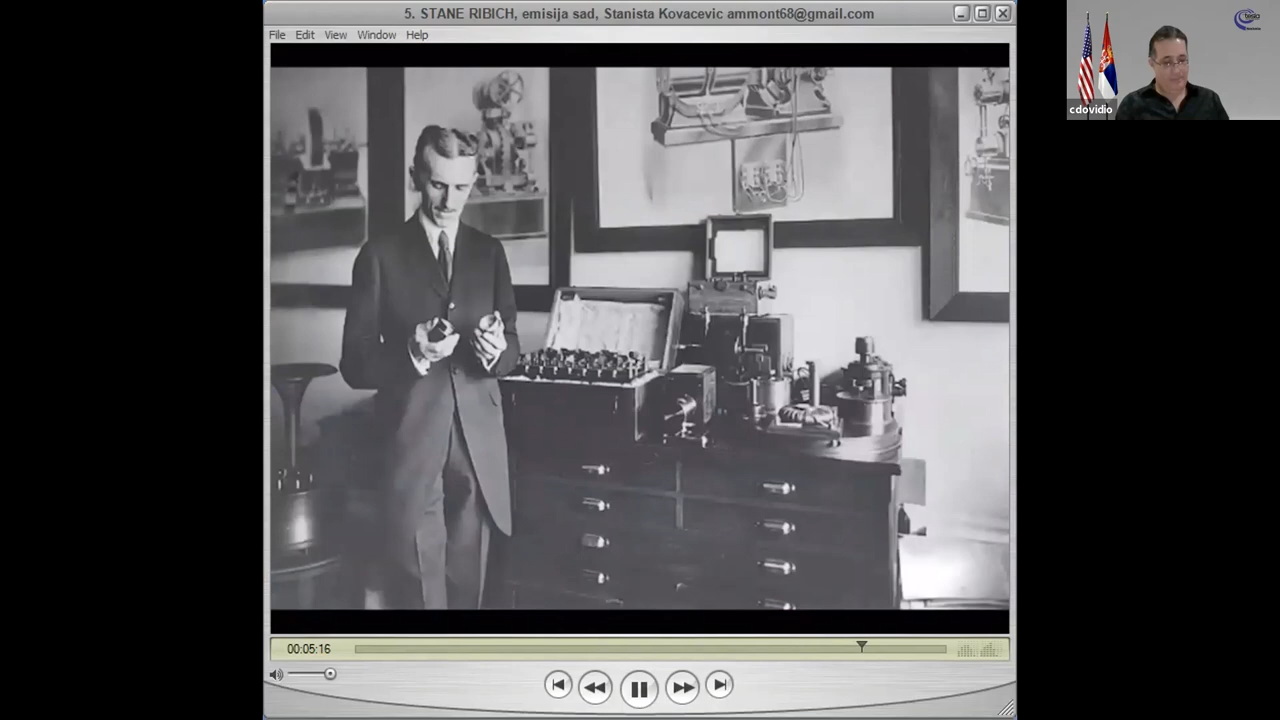 5. STANE RIBICH, emisija sad, Stanista Kovacevic ammont68@gmail.com
File Edit View Window Help
cdovidio
00:05:16